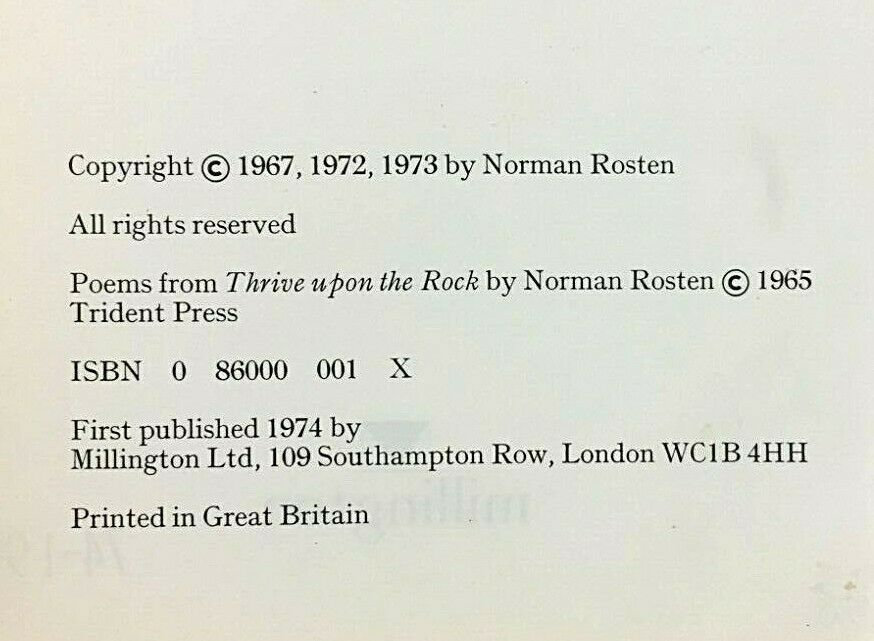 Copyright © 1967, 1972, 1973 by Norman Rosten
All rights reserved
Poems from Thrive upon the Rock by Norman Rosten © 1965
Trident Press
ISBN 0 86000 001 X
First published 1974 by
Millington Ltd, 109 Southampton Row, London WC1B 4HH
Printed in Great Britain